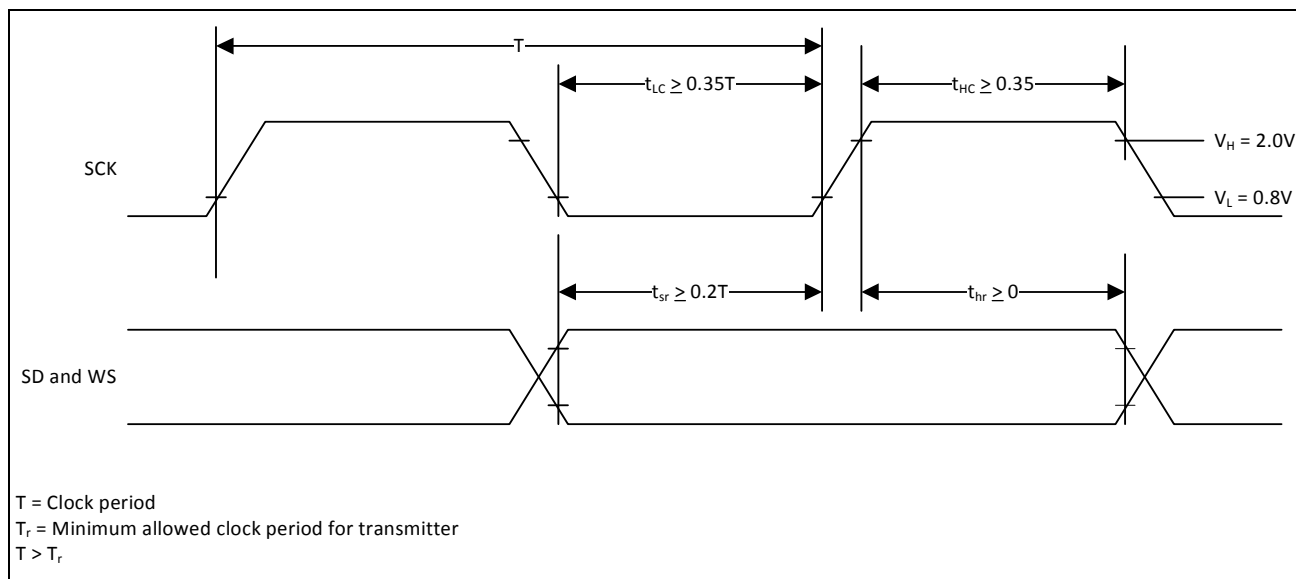 T
t_LC ≥ 0.35T
t_HC ≥ 0.35
SCK
V_H = 2.0V
V_L = 0.8V
t_sr ≥ 0.2T
t_hr ≥ 0
SD and WS
T = Clock period
T_r = Minimum allowed clock period for transmitter
T > T_r